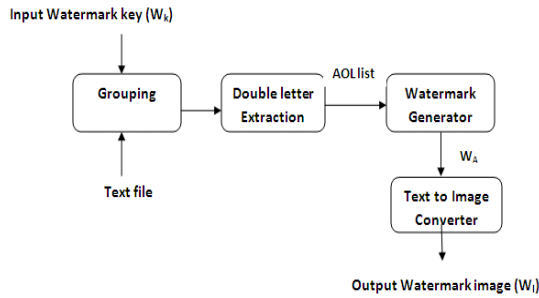 Input Watermark key (Wk)
Grouping
Text file
Double letter
Extraction
AOL list
Watermark
Generator
WA
Text to Image
Converter
Output Watermark image (WI)